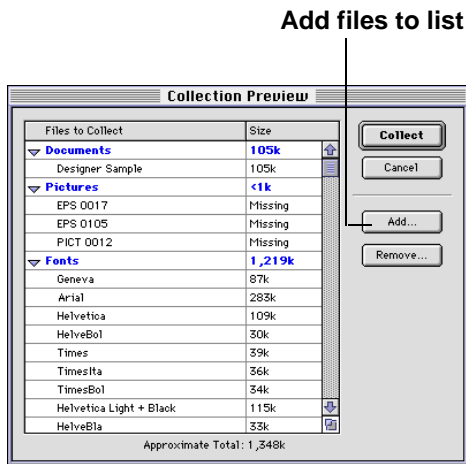 Add files to list
Collection Preview
Files to Collect Size
Documents 105k
Designer Sample 105k
Pictures <1k
EPS 0017 Missing
EPS 0105 Missing
PICT 0012 Missing
Fonts 1,219k
Geneva 87k
Arial 283k
Helvetica 109k
HelveBol 30k
Times 39k
TimesIta 36k
TimesBol 34k
Helvetica Light + Black 115k
HelveBla 33k
Approximate Total: 1,348k
Collect
Cancel
Add...
Remove...